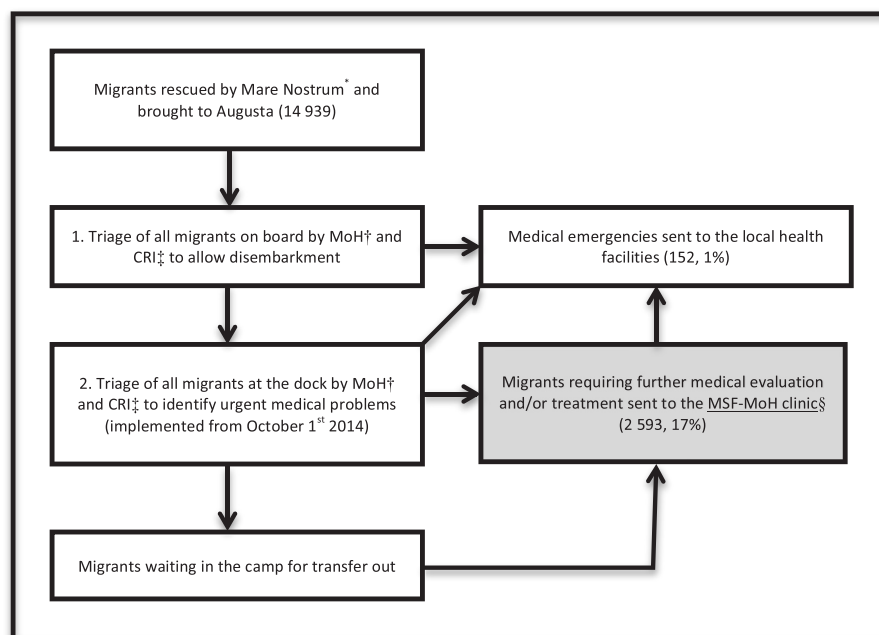 Migrants rescued by Mare Nostrum* and
brought to Augusta (14 939)
1. Triage of all migrants on board by MoH† and
CRI‡ to allow disembarkment
Medical emergencies sent to the local health
facilities (152, 1%)
2. Triage of all migrants at the dock by MoH†
and CRI‡ to identify urgent medical problems
(implemented from October 1st 2014)
Migrants requiring further medical evaluation
and/or treatment sent to the MSF-MoH clinic§
(2 593, 17%)
Migrants waiting in the camp for transfer out